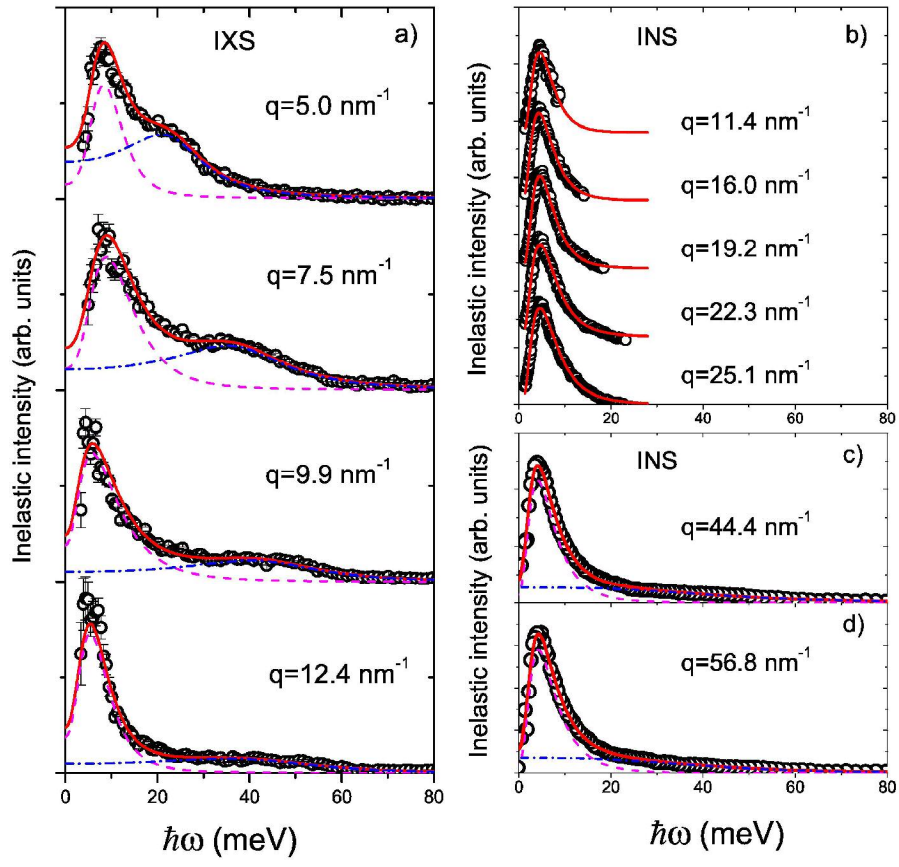 IXS
a)
q=5.0 nm⁻¹
q=7.5 nm⁻¹
q=9.9 nm⁻¹
q=12.4 nm⁻¹
Inelastic intensity (arb. units)
0 20 40 60 80
ħω (meV)
INS
b)
q=11.4 nm⁻¹
q=16.0 nm⁻¹
q=19.2 nm⁻¹
q=22.3 nm⁻¹
q=25.1 nm⁻¹
Inelastic intensity (arb. units)
0 20 40 60 80
INS
c)
q=44.4 nm⁻¹
d)
q=56.8 nm⁻¹
Inelastic intensity (arb. units)
0 20 40 60 80
ħω (meV)